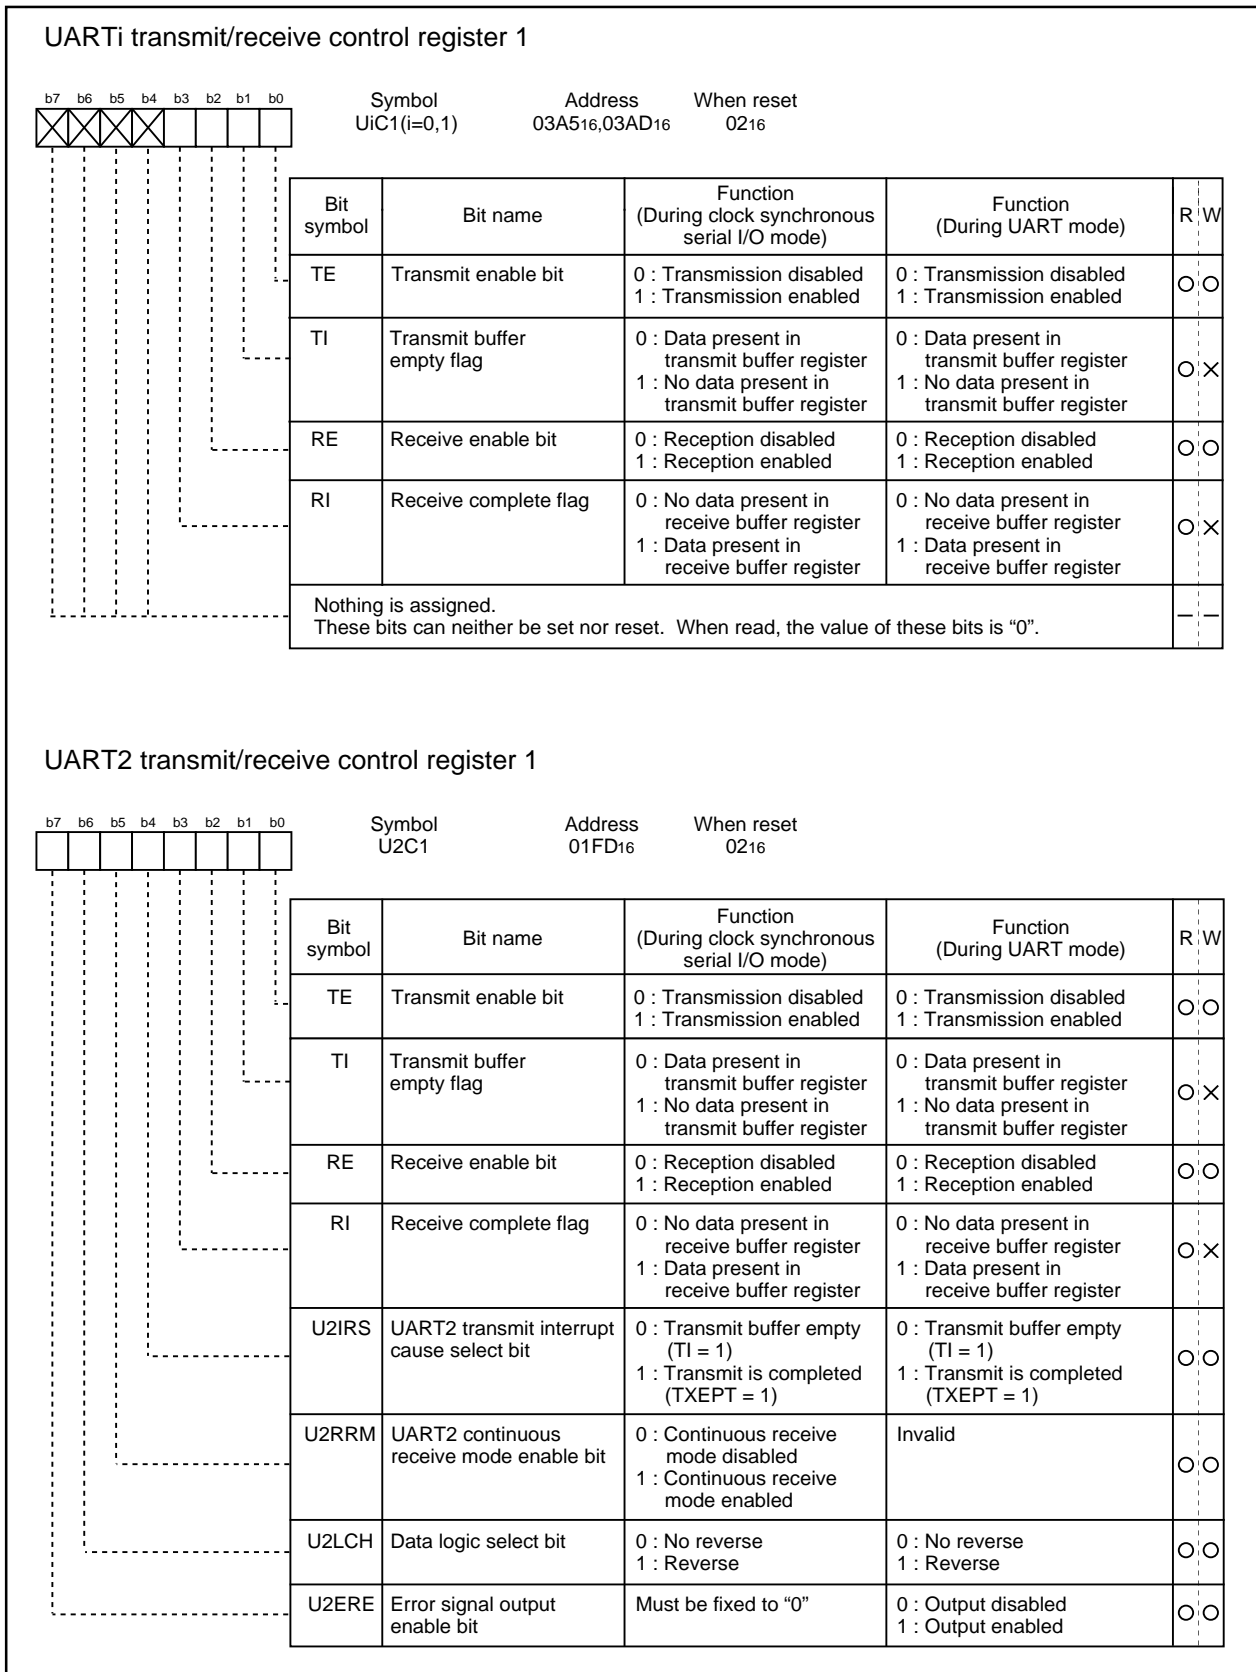 UARTi transmit/receive control register 1
b7 b6 b5 b4 b3 b2 b1 b0
Symbol Address When reset
UiC1(i=0,1) 03A516,03AD16 0216
Bit symbol Bit name Function (During clock synchronous serial I/O mode) Function (During UART mode) R W
TE Transmit enable bit 0 : Transmission disabled 0 : Transmission disabled
1 : Transmission enabled 1 : Transmission enabled
TI Transmit buffer 0 : Data present in 0 : Data present in
empty flag transmit buffer register transmit buffer register
1 : No data present in 1 : No data present in
transmit buffer register transmit buffer register
RE Receive enable bit 0 : Reception disabled 0 : Reception disabled
1 : Reception enabled 1 : Reception enabled
RI Receive complete flag 0 : No data present in 0 : No data present in
receive buffer register receive buffer register
1 : Data present in 1 : Data present in
receive buffer register receive buffer register
Nothing is assigned.
These bits can neither be set nor reset. When read, the value of these bits is “0”.
UART2 transmit/receive control register 1
b7 b6 b5 b4 b3 b2 b1 b0
Symbol Address When reset
U2C1 01FD16 0216
Bit symbol Bit name Function (During clock synchronous serial I/O mode) Function (During UART mode) R W
TE Transmit enable bit 0 : Transmission disabled 0 : Transmission disabled
1 : Transmission enabled 1 : Transmission enabled
TI Transmit buffer 0 : Data present in 0 : Data present in
empty flag transmit buffer register transmit buffer register
1 : No data present in 1 : No data present in
transmit buffer register transmit buffer register
RE Receive enable bit 0 : Reception disabled 0 : Reception disabled
1 : Reception enabled 1 : Reception enabled
RI Receive complete flag 0 : No data present in 0 : No data present in
receive buffer register receive buffer register
1 : Data present in 1 : Data present in
receive buffer register receive buffer register
U2IRS UART2 transmit interrupt 0 : Transmit buffer empty 0 : Transmit buffer empty
cause select bit (TI = 1) (TI = 1)
1 : Transmit is completed 1 : Transmit is completed
(TXEPT = 1) (TXEPT = 1)
U2RRM UART2 continuous 0 : Continuous receive Invalid
receive mode enable bit mode disabled
1 : Continuous receive
mode enabled
U2LCH Data logic select bit 0 : No reverse 0 : No reverse
1 : Reverse 1 : Reverse
U2ERE Error signal output Must be fixed to “0” 0 : Output disabled
enable bit 1 : Output enabled